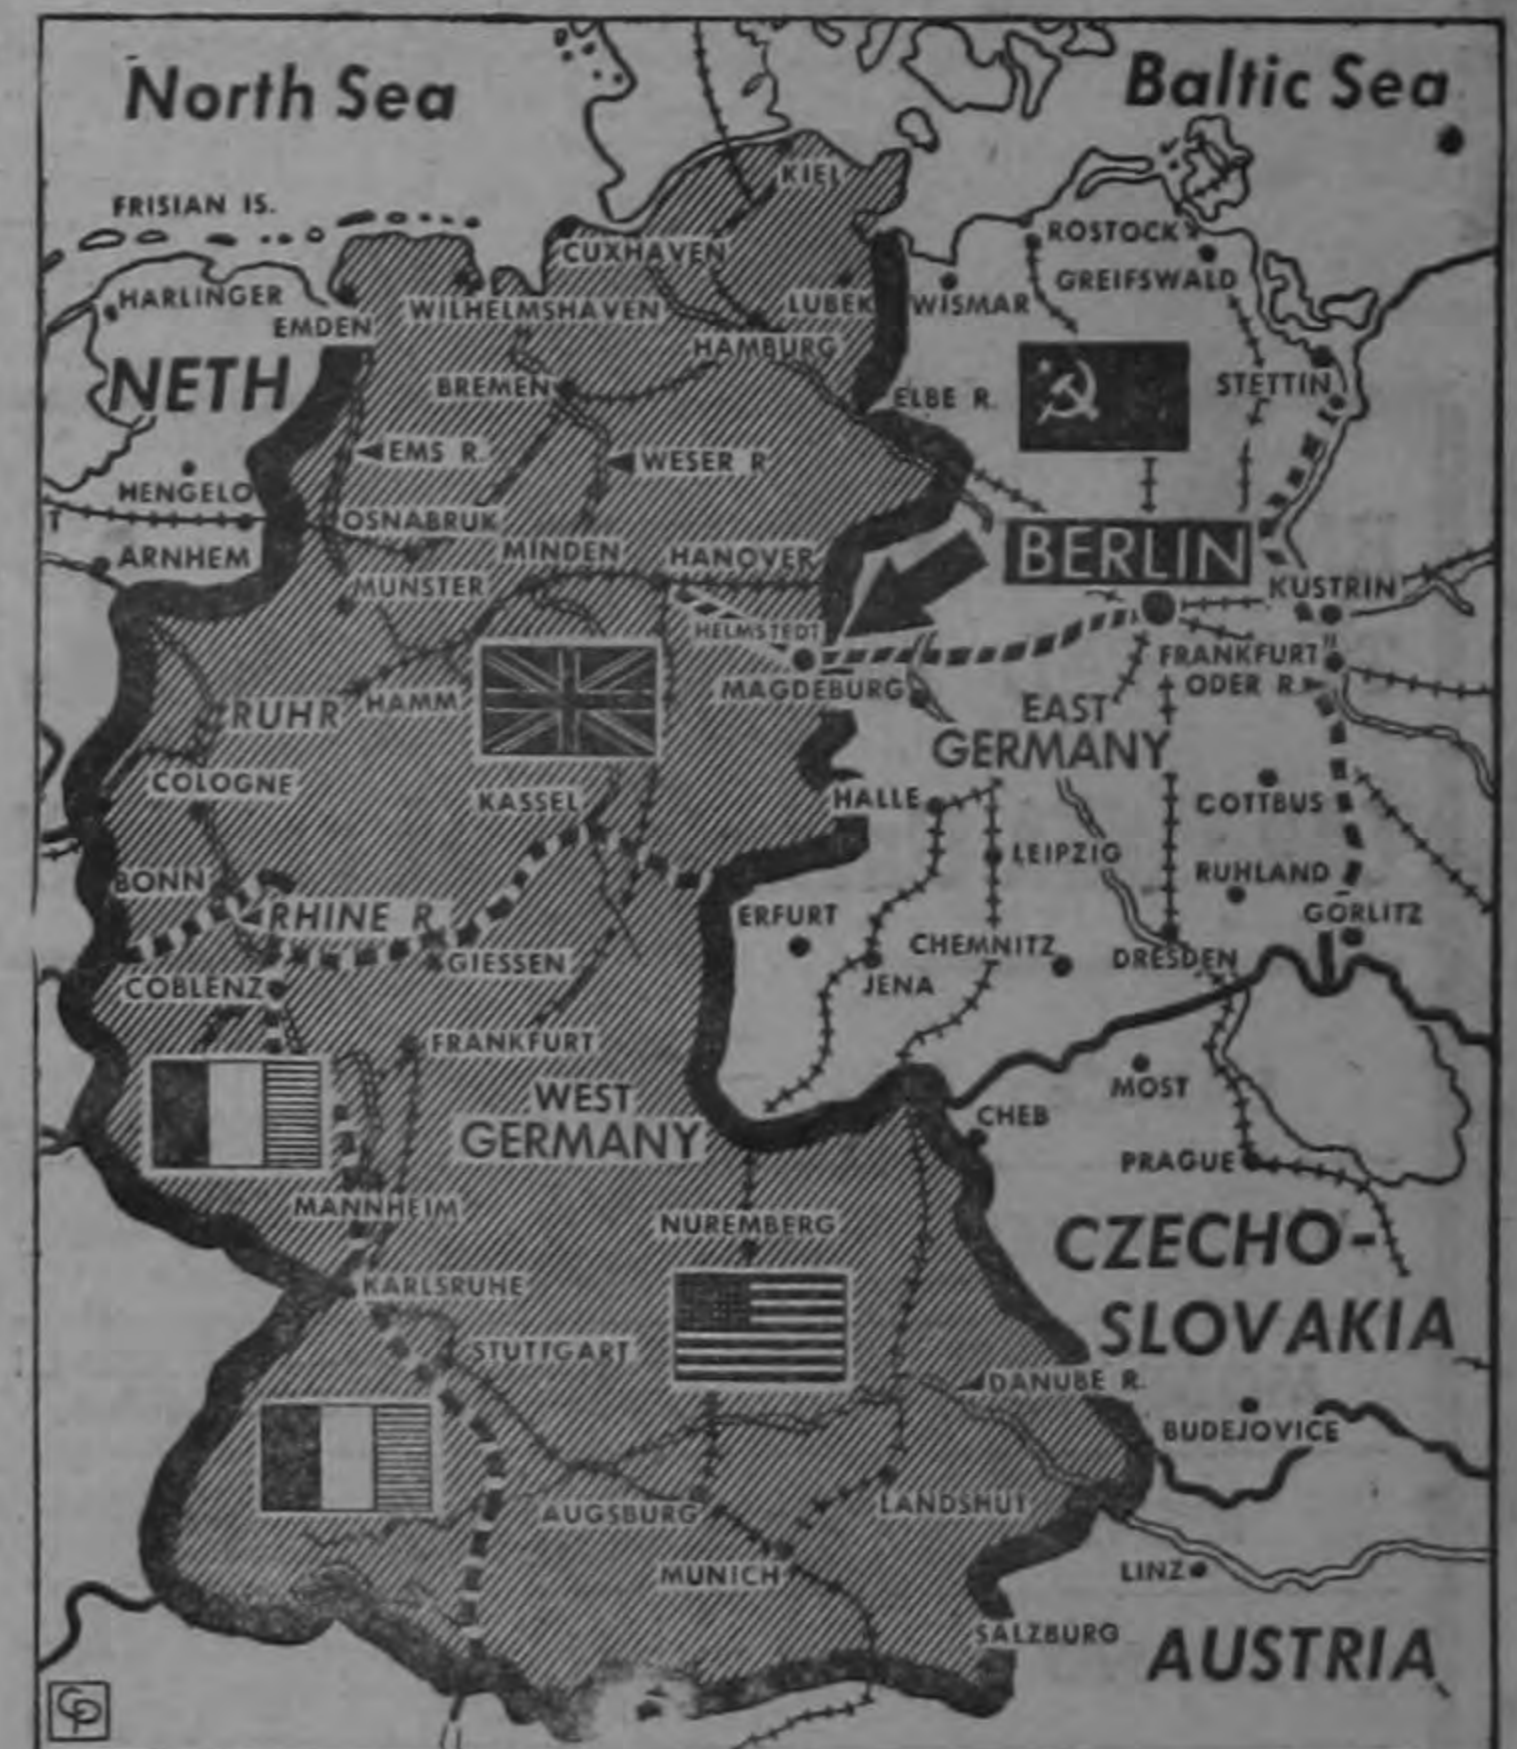 North Sea
Baltic Sea
KIEL
FRISIAN IS.
CUXHAVEN
ROSTOCK
GREIFSWALD
HARLINGER
EMDEN
WILHELMSHAVEN
LUBEK
WISMAR
HAMBURG
NETH
BREMEN
ELBE R.
STETTIN
EMS R.
WESER R
HENGELO
OSNABRUK
MINDEN
HANOVER
BERLIN
ARNHEM
MUNSTER
KUSTRIN
HELMSTEDT
FRANKFURT
ODER R.
MAGDEBURG
RUHR
HAMM
EAST
GERMANY
COLOGNE
KASSEL
HALLE
COTTBUS
LEIPZIG
BONN
RUHLAND
RHINE R.
ERFURT
GORLITZ
CHEMNITZ
DRESDEN
GIESSEN
COBLENZ
JENA
FRANKFURT
WEST
GERMANY
MOST
CHEB
PRAGUE
MANNHEIM
NUREMBERG
CZECHO-
SLOVAKIA
KARLSRUHE
STUTTGART
DANUBE R.
BUDEJOVICE
AUGSBURG
LANDSHUT
MUNICH
LINZ
SALZBURG
AUSTRIA
CP